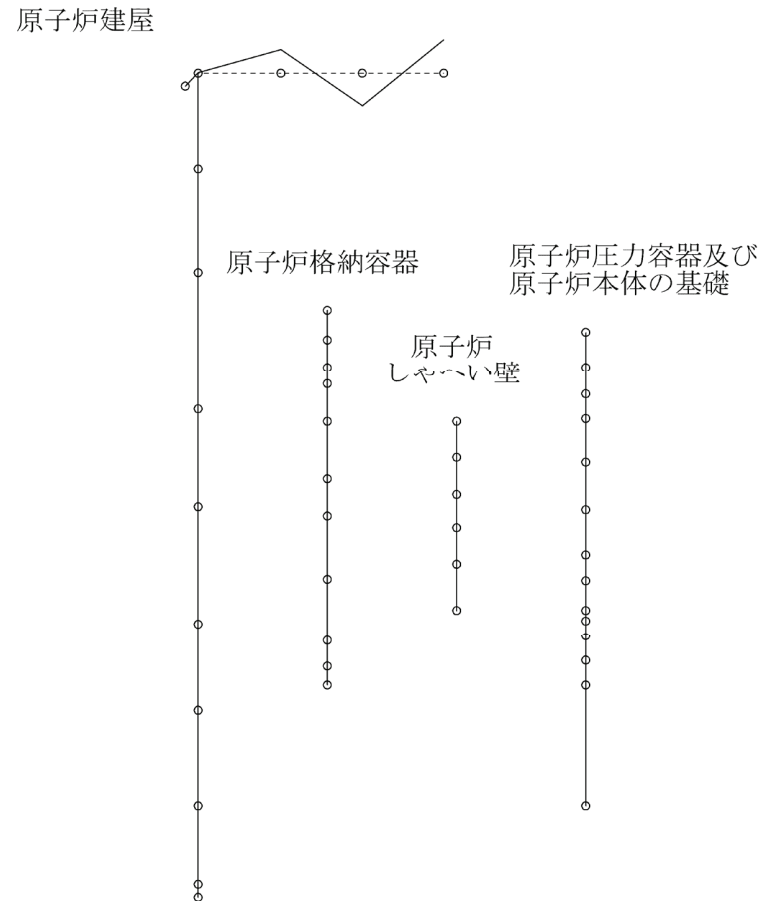 原子炉建屋
原子炉格納容器
原子炉圧力容器及び
原子炉本体の基礎
原子炉
しゃへい壁